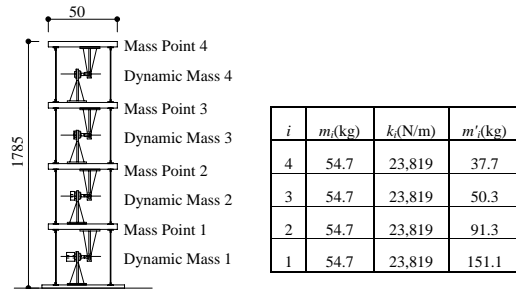 50
Mass Point 4
Dynamic Mass 4
Mass Point 3
Dynamic Mass 3
Mass Point 2
Dynamic Mass 2
Mass Point 1
Dynamic Mass 1
1785
i mi(kg) ki(N/m) m'i(kg)
4 54.7 23,819 37.7
3 54.7 23,819 50.3
2 54.7 23,819 91.3
1 54.7 23,819 151.1